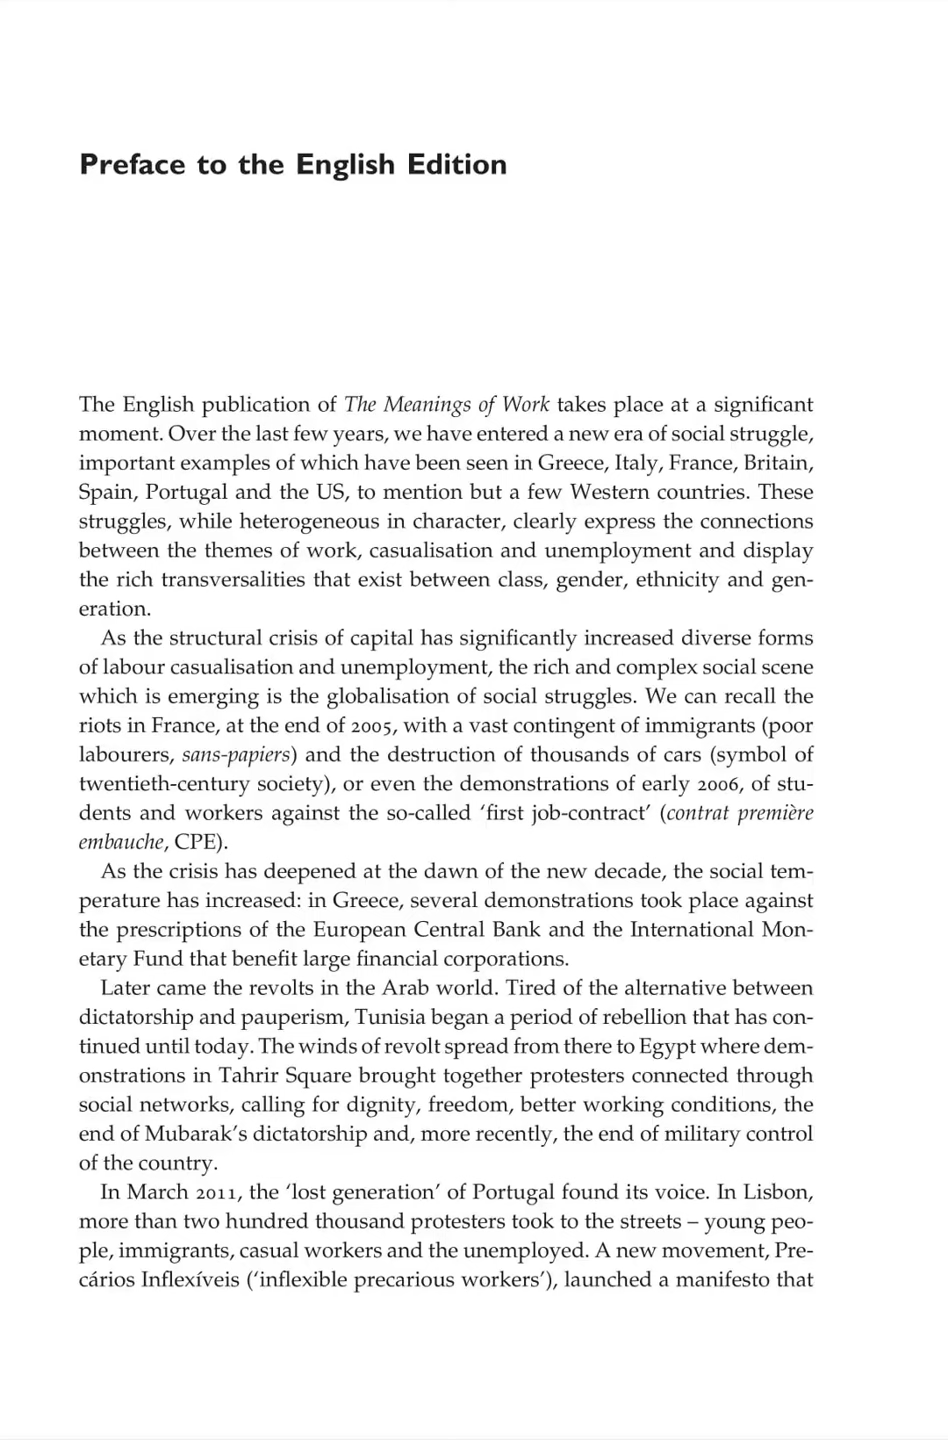 Preface to the English Edition
The English publication of The Meanings of Work takes place at a significant
moment. Over the last few years, we have entered a new era of social struggle,
important examples of which have been seen in Greece, Italy, France, Britain,
Spain, Portugal and the US, to mention but a few Western countries. These
struggles, while heterogeneous in character, clearly express the connections
between the themes of work, casualisation and unemployment and display
the rich transversalities that exist between class, gender, ethnicity and gen-
eration.
As the structural crisis of capital has significantly increased diverse forms
of labour casualisation and unemployment, the rich and complex social scene
which is emerging is the globalisation of social struggles. We can recall the
riots in France, at the end of 2005, with a vast contingent of immigrants (poor
labourers, sans-papiers) and the destruction of thousands of cars (symbol of
twentieth-century society), or even the demonstrations of early 2006, of stu-
dents and workers against the so-called ‘first job-contract’ (contrat première
embauche, CPE).
As the crisis has deepened at the dawn of the new decade, the social tem-
perature has increased: in Greece, several demonstrations took place against
the prescriptions of the European Central Bank and the International Mon-
etary Fund that benefit large financial corporations.
Later came the revolts in the Arab world. Tired of the alternative between
dictatorship and pauperism, Tunisia began a period of rebellion that has con-
tinued until today. The winds of revolt spread from there to Egypt where dem-
onstrations in Tahrir Square brought together protesters connected through
social networks, calling for dignity, freedom, better working conditions, the
end of Mubarak’s dictatorship and, more recently, the end of military control
of the country.
In March 2011, the ‘lost generation’ of Portugal found its voice. In Lisbon,
more than two hundred thousand protesters took to the streets – young peo-
ple, immigrants, casual workers and the unemployed. A new movement, Pre-
cários Inflexíveis (‘inflexible precarious workers’), launched a manifesto that